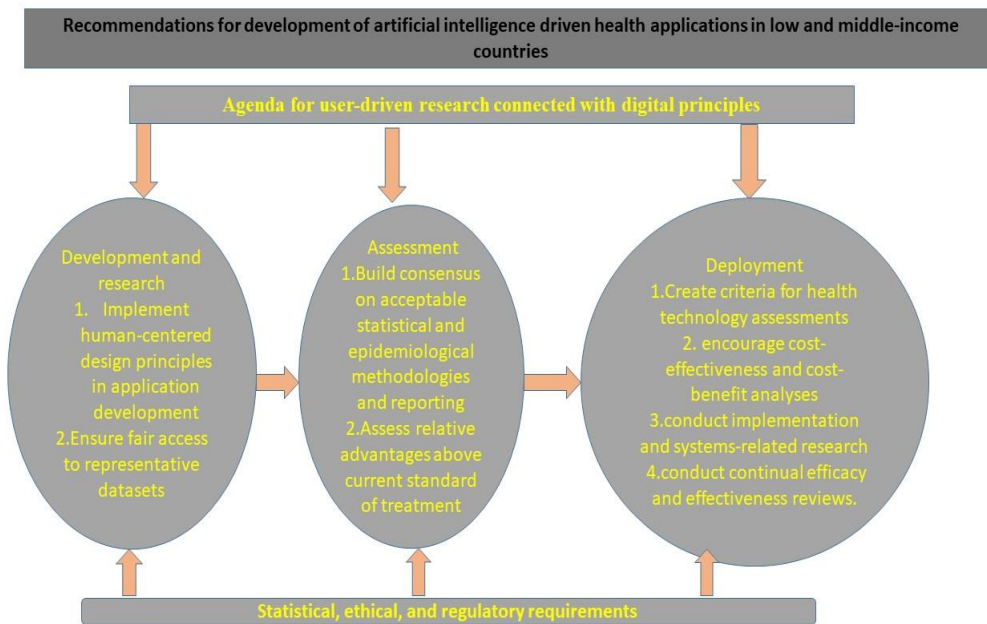 Recommendations for development of artificial intelligence driven health applications in low and middle-income
countries
Agenda for user-driven research connected with digital principles
Development and
research
1. Implement
human-centered
design principles
in application
development
2.Ensure fair access
to representative
datasets
Assessment
1.Build consensus
on acceptable
statistical and
epidemiological
methodologies
and reporting
2.Assess relative
advantages above
current standard
of treatment
Deployment
1.Create criteria for health
technology assessments
2. encourage cost-
effectiveness and cost-
benefit analyses
3.conduct implementation
and systems-related research
4.conduct continual efficacy
and effectiveness reviews.
Statistical, ethical, and regulatory requirements